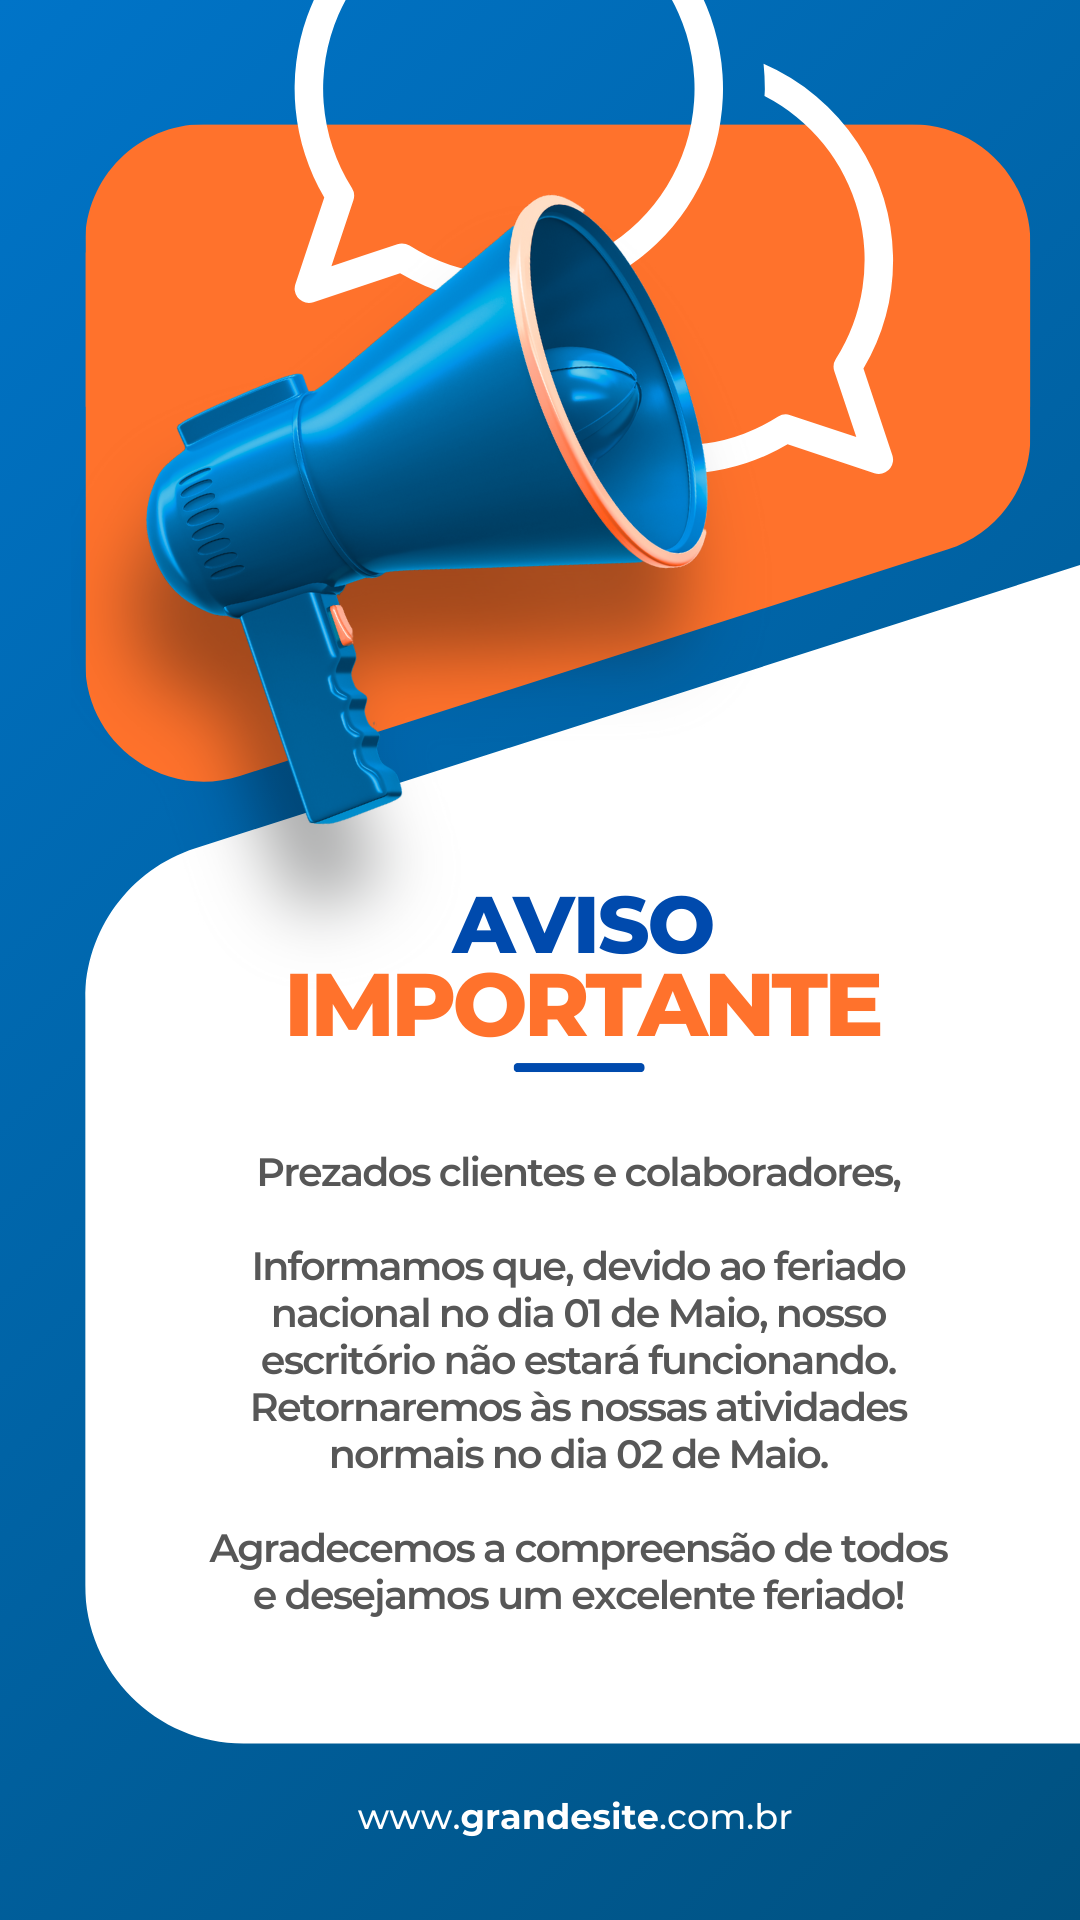 AVISO
IMPORTANTE
Prezados clientes e colaboradores,
Informamos que, devido ao feriado
nacional no dia 01 de Maio, nosso
escritório não estará funcionando.
Retornaremos às nossas atividades
normais no dia 02 de Maio.
Agradecemos a compreensão de todos
e desejamos um excelente feriado!
www.grandesite.com.br